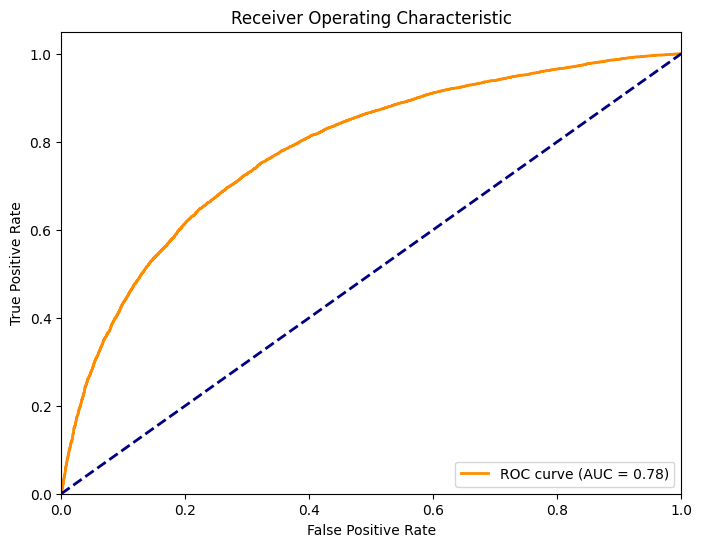 Receiver Operating Characteristic
True Positive Rate
1.0
0.8
0.6
0.4
0.2
0.0
ROC curve (AUC = 0.78)
0.0 0.2 0.4 0.6 0.8 1.0
False Positive Rate